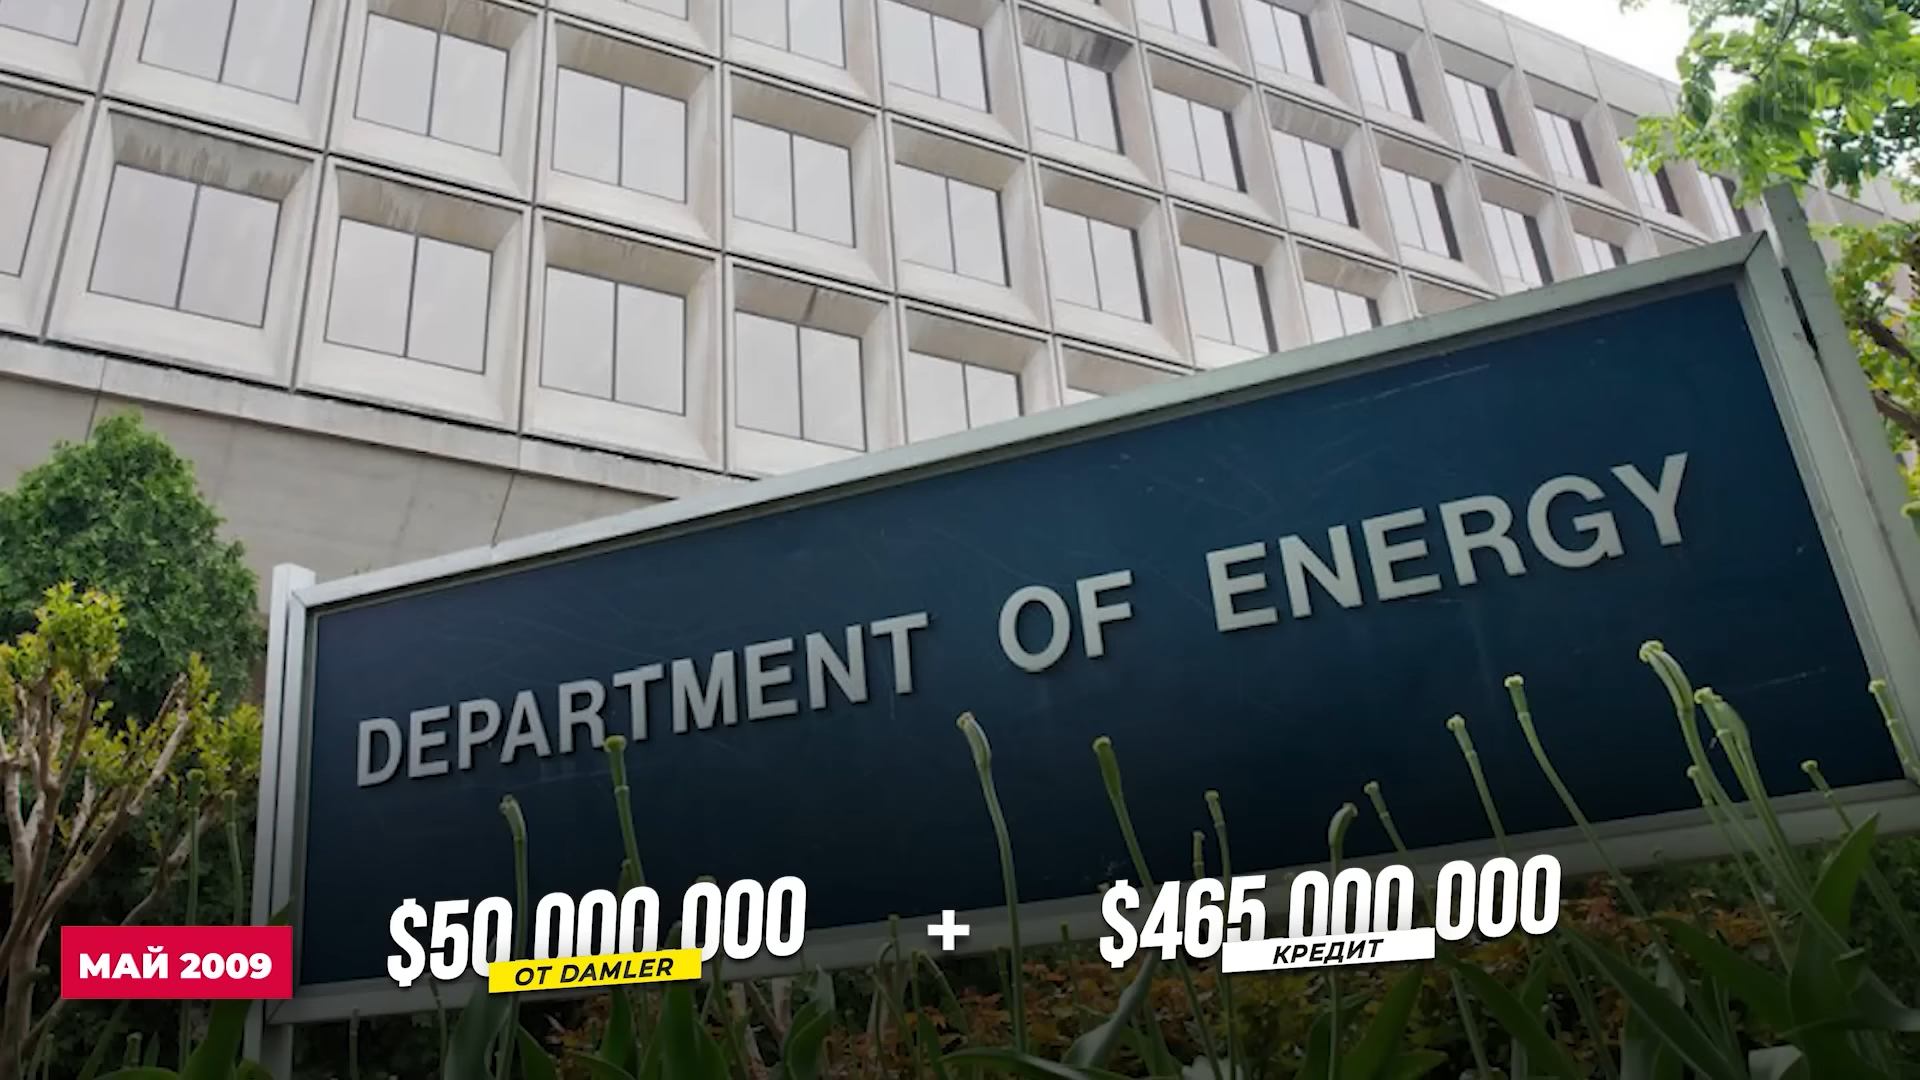 DEPARTMENT OF ENERGY
$50 000 000 + $465 000 000
ОТ DAMLER
КРЕДИТ
МАЙ 2009